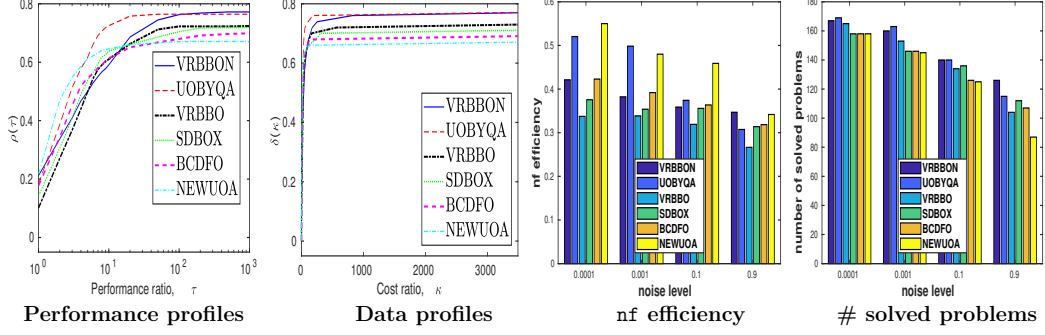 ρ(τ)
0.8
0.6
0.4
0.2
0
10^0
10^1
10^2
10^3
Performance ratio, τ
VRBBON
UOBYQA
VRBBO
SDBOX
BCDFO
NEWUOA
Performance profiles
δ(κ)
0.8
0.6
0.4
0.2
0
0
1000
2000
3000
Cost ratio, κ
VRBBON
UOBYQA
VRBBO
SDBOX
BCDFO
NEWUOA
Data profiles
nf efficiency
0.6
0.5
0.4
0.3
0.2
0.1
0
0.0001
0.001
0.1
0.9
noise level
VRBBON
UOBYQA
VRBBO
SDBOX
BCDFO
NEWUOA
nf efficiency
number of solved problems
180
160
140
120
100
80
60
40
20
0
0.0001
0.001
0.1
0.9
noise level
VRBBON
UOBYQA
VRBBO
SDBOX
BCDFO
NEWUOA
# solved problems